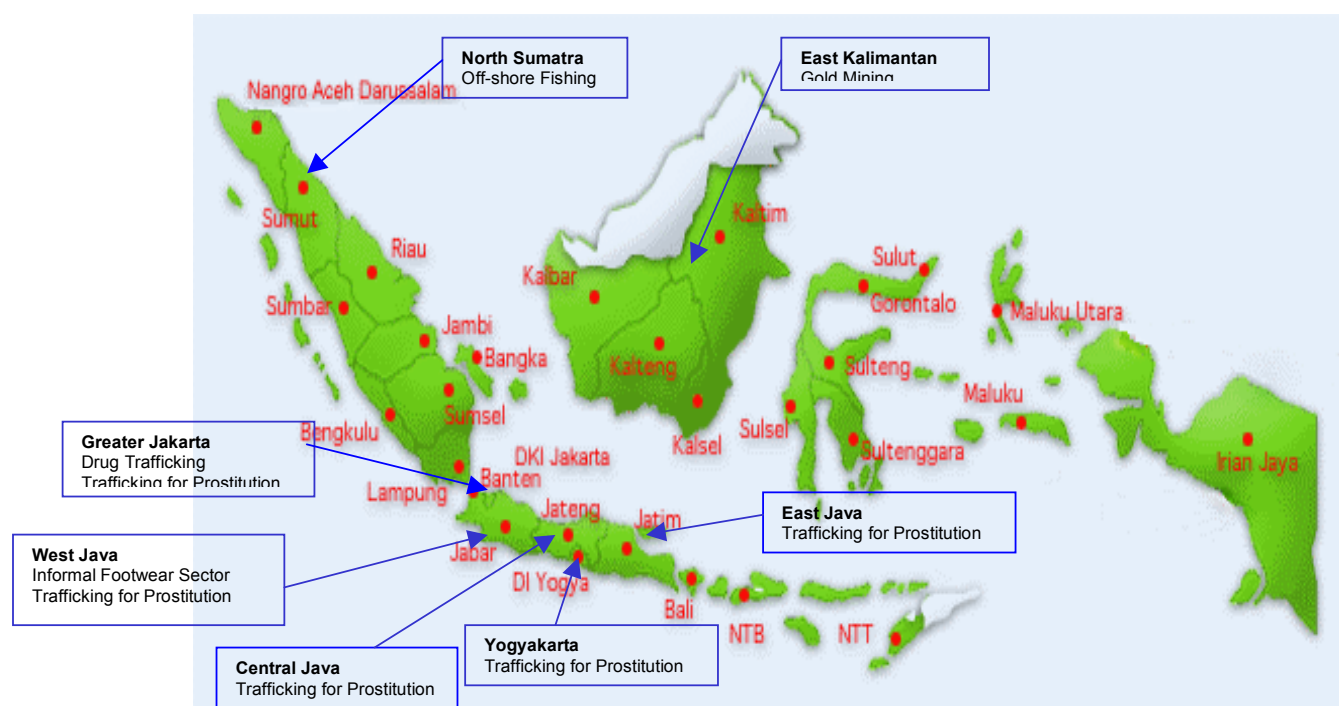 North Sumatra
Off-shore Fishing
East Kalimantan
Gold Mining
Nangro Aceh Darussalam
Sumut
Riau
Kaltim
Kalbar
Sulut
Gorontalo
Maluku Utara
Sumbar
Jambi
Bangka
Kalteng
Sulteng
Maluku
Sumsel
Bengkulu
Kalsel
Sulsel
Sultenggara
Irian Jaya
Greater Jakarta
Drug Trafficking
Trafficking for Prostitution
DKI Jakarta
Banten
Lampung
Jateng
Jatim
East Java
Trafficking for Prostitution
West Java
Informal Footwear Sector
Trafficking for Prostitution
Jabar
DI Yogya
Bali
NTB
NTT
Yogyakarta
Trafficking for Prostitution
Central Java
Trafficking for Prostitution